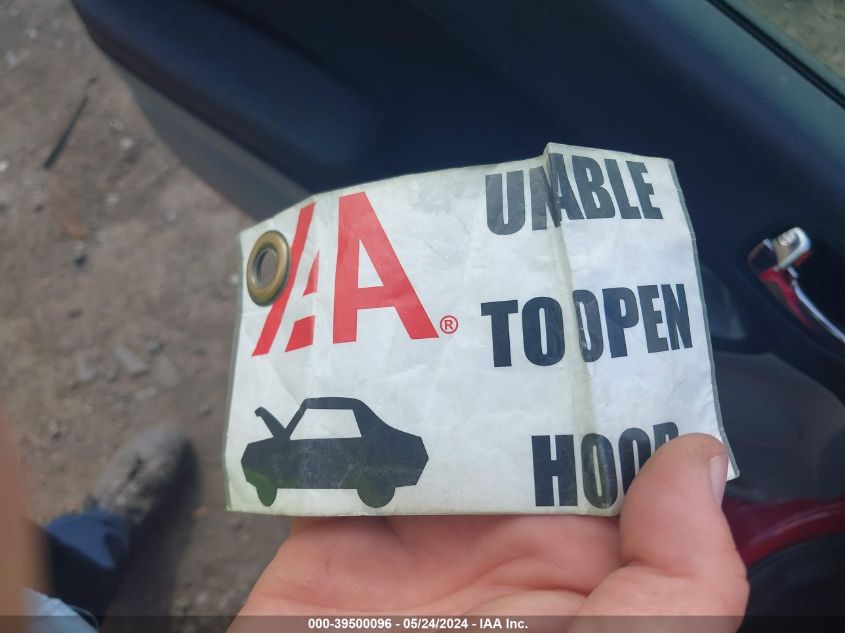 IAA®
UNABLE
TO OPEN
HOOD
000-39500096 - 05/24/2024 - IAA Inc.